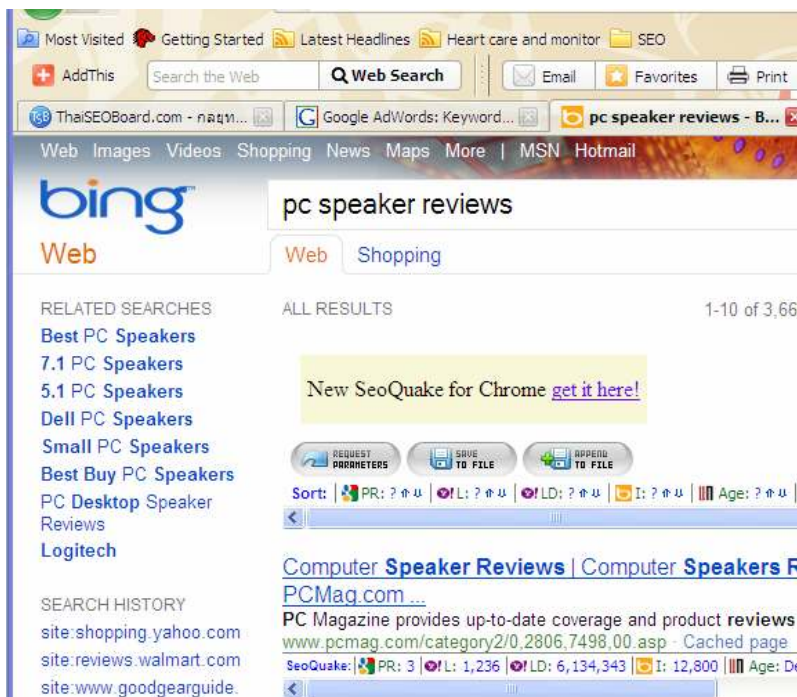 Most Visited Getting Started Latest Headlines Heart care and monitor SEO
AddThis Search the Web Web Search Email Favorites Print
ThaiSEOBoard.com - กลยุท... Google AdWords: Keyword... pc speaker reviews - B...
Web Images Videos Shopping News Maps More | MSN Hotmail
bing pc speaker reviews
Web Web Shopping
RELATED SEARCHES
Best PC Speakers
7.1 PC Speakers
5.1 PC Speakers
Dell PC Speakers
Small PC Speakers
Best Buy PC Speakers
PC Desktop Speaker
Reviews
Logitech
SEARCH HISTORY
site:shopping.yahoo.com
site:reviews.walmart.com
site:www.goodgearguide.
ALL RESULTS 1-10 of 3,66
New SeoQuake for Chrome get it here!
REQUEST PARAMETERS SAVE TO FILE APPEND TO FILE
Sort: PR: ? L: ? LD: ? I: ? Age: ?
Computer Speaker Reviews | Computer Speakers R
PCMag.com ...
PC Magazine provides up-to-date coverage and product reviews
www.pcmag.com/category2/0,2806,7498,00.asp · Cached page
SeoQuake: PR: 3 L: 1,236 LD: 6,134,343 I: 12,800 Age: De